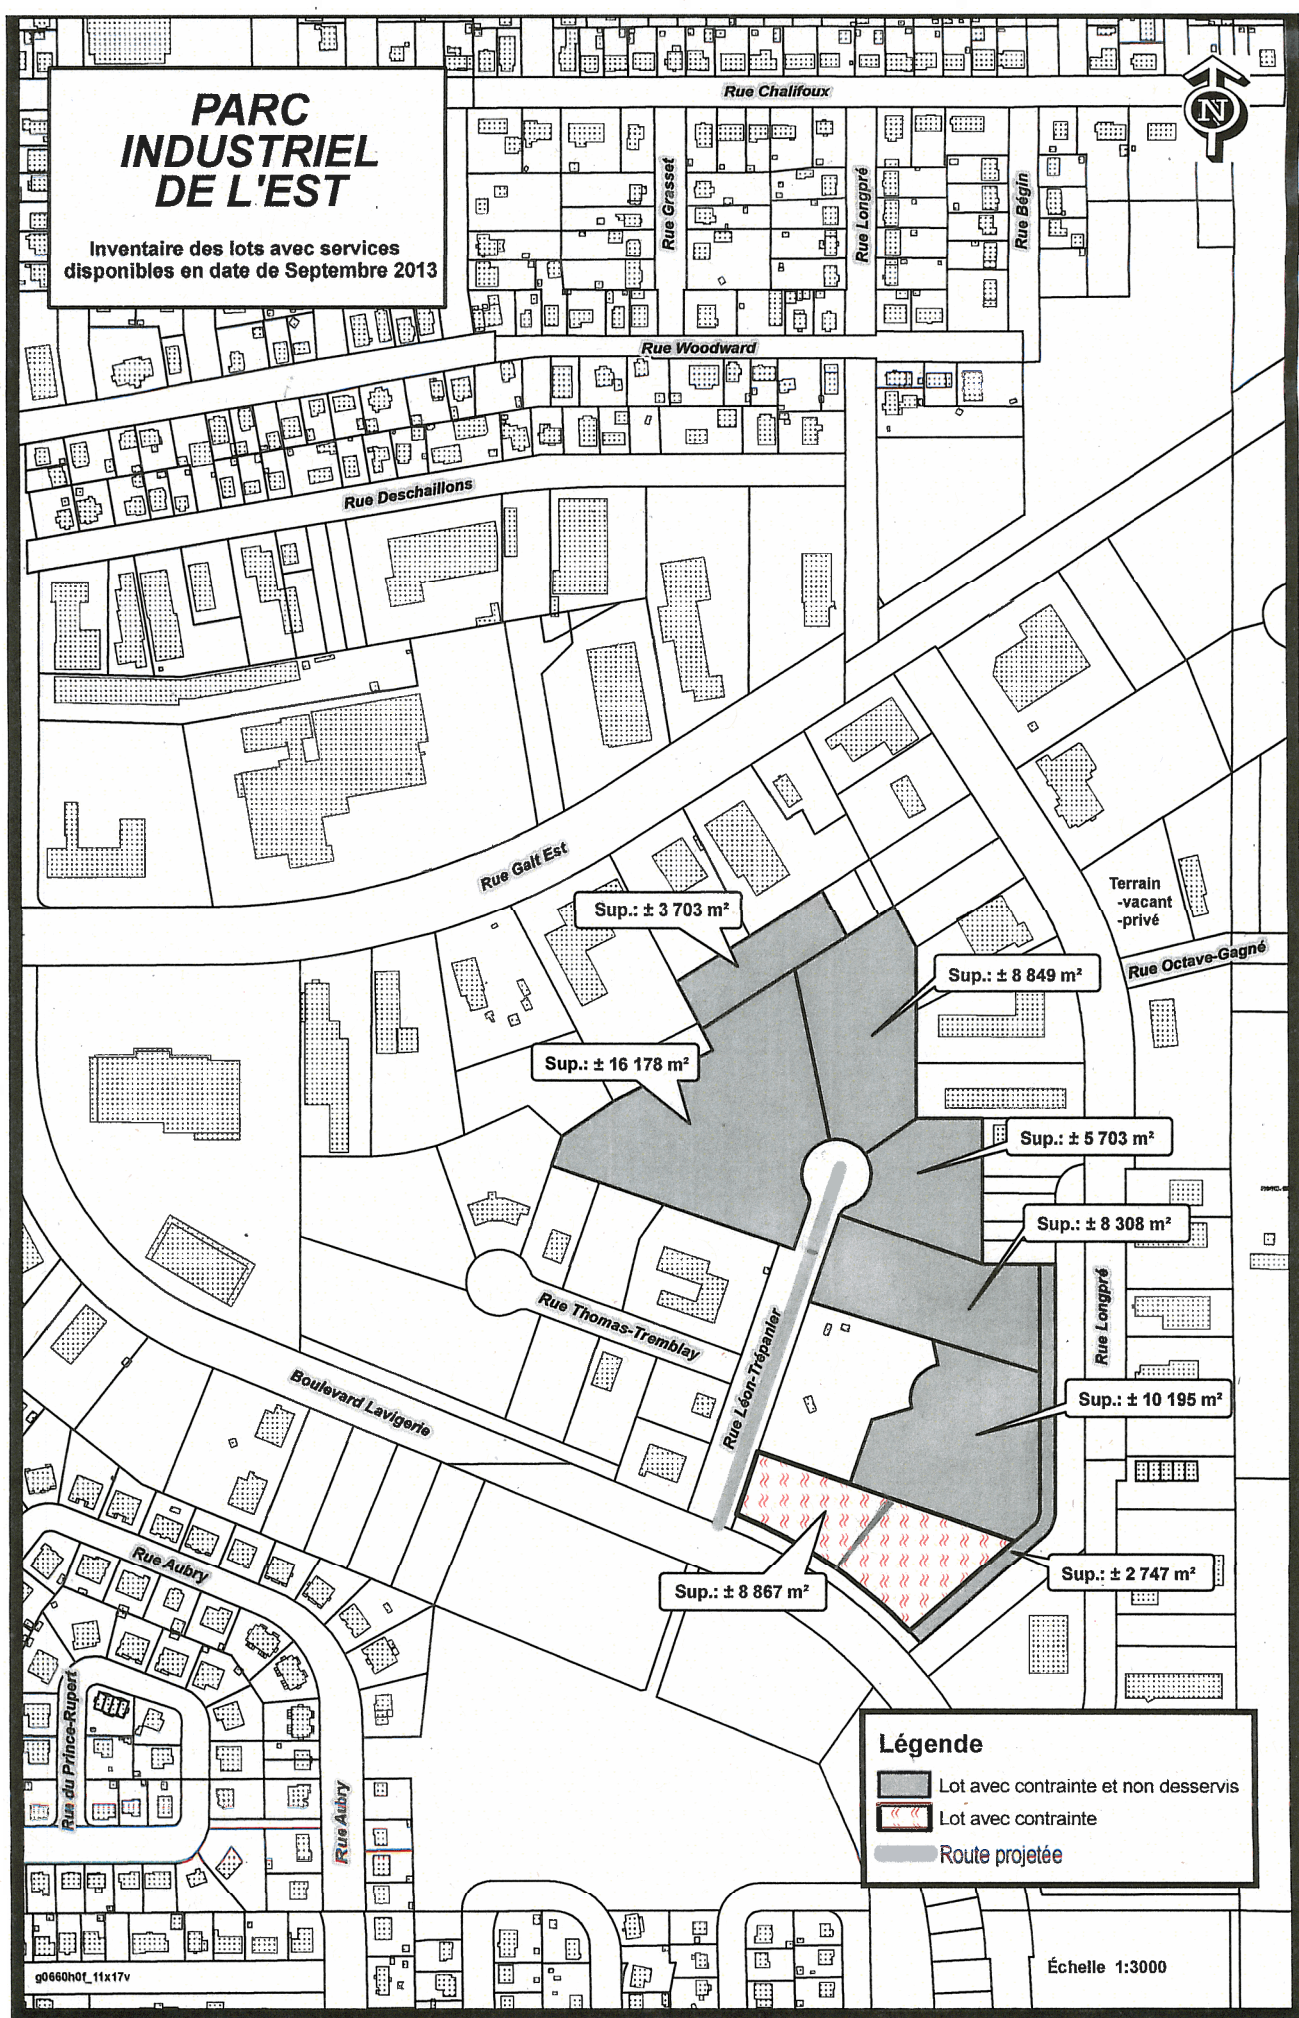 PARC
INDUSTRIEL
DE L'EST
Inventaire des lots avec services
disponibles en date de Septembre 2013
N
Rue Chalifoux
Rue Grasset
Rue Longpré
Rue Bégin
Rue Woodward
Rue Deschaillons
Rue Galt Est
Terrain
-vacant
-privé
Rue Octave-Gagné
Sup.: ± 3 703 m²
Sup.: ± 8 849 m²
Sup.: ± 16 178 m²
Sup.: ± 5 703 m²
Sup.: ± 8 308 m²
Rue Thomas-Tremblay
Rue Léon-Trépanier
Rue Longpré
Boulevard Lavigerie
Sup.: ± 10 195 m²
Sup.: ± 2 747 m²
Sup.: ± 8 867 m²
Rue Aubry
Rue du Prince-Rupert
Rue Aubry
Légende
Lot avec contrainte et non desservis
Lot avec contrainte
Route projetée
Échelle 1:3000
g0660h0f_11x17v